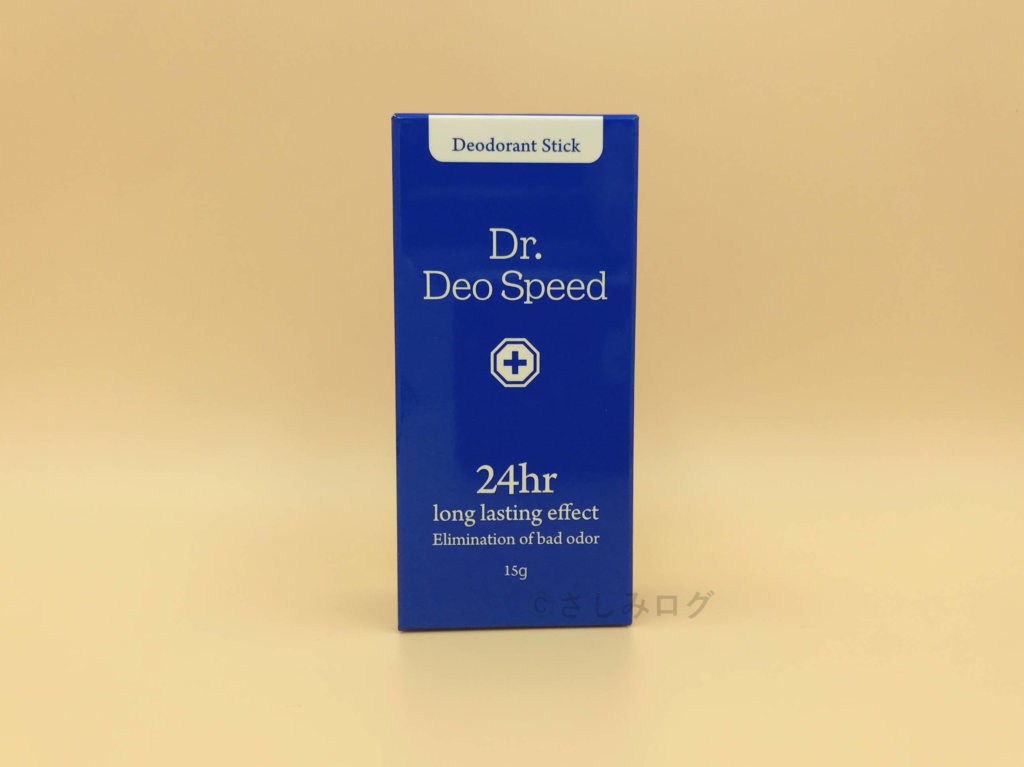 Deodorant Stick
Dr.
Deo Speed
24hr
long lasting effect
Elimination of bad odor
15g
©さしみログ